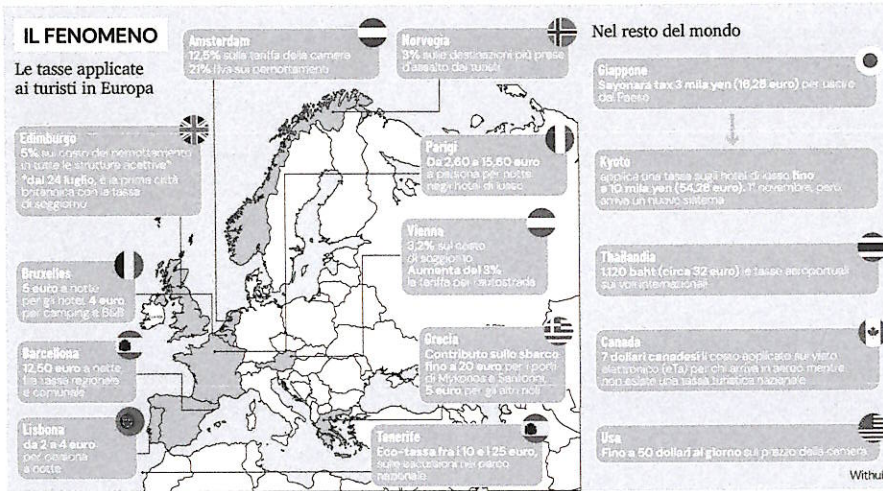 IL FENOMENO
Le tasse applicate
ai turisti in Europa
Amsterdam
12,5% sulla tariffa della camera
21% Iva sui pernottamenti
Norvegia
3% sulle destinazioni più prese
d'assalto dai turisti
Edimburgo
5% sul costo del pernottamento
in tutte le strutture ricettive*
*dal 24 luglio, è la prima città
britannica con la tassa
di soggiorno
Parigi
Da 2,60 a 15,60 euro
a persona per notte
negli hotel di lusso
Vienna
3,2% sul costo
di soggiorno
Aumenta del 3%
la tariffa per l'autostrada
Bruxelles
5 euro a notte
per gli hotel, 4 euro
per camping e B&B
Barcellona
12,50 euro a notte,
fra tassa regionale
e comunale
Grecia
Contributo sullo sbarco
fino a 20 euro per i porti
di Mykonos e Santorini,
5 euro per gli altri
Lisbona
da 2 a 4 euro
per persona
a notte
Tenerife
Eco-tassa fra i 10 e i 25 euro,
sulle escursioni nel parco
nazionale
Nel resto del mondo
Giappone
Sayonara tax 3 mila yen (16,28 euro) per uscire
dal Paese
Kyoto
applica una tassa sugli hotel di lusso fino
a 10 mila yen (54,28 euro). 1° novembre, però,
arriva un nuovo sistema
Thailandia
1.120 baht (circa 32 euro) le tasse aeroportuali
sui voli internazionali
Canada
7 dollari canadesi il costo applicato sul visto
elettronico (eTa) per chi arriva in aereo mentre
non esiste una tassa turistica nazionale
Usa
Fino a 50 dollari al giorno sul prezzo della camera
Withub